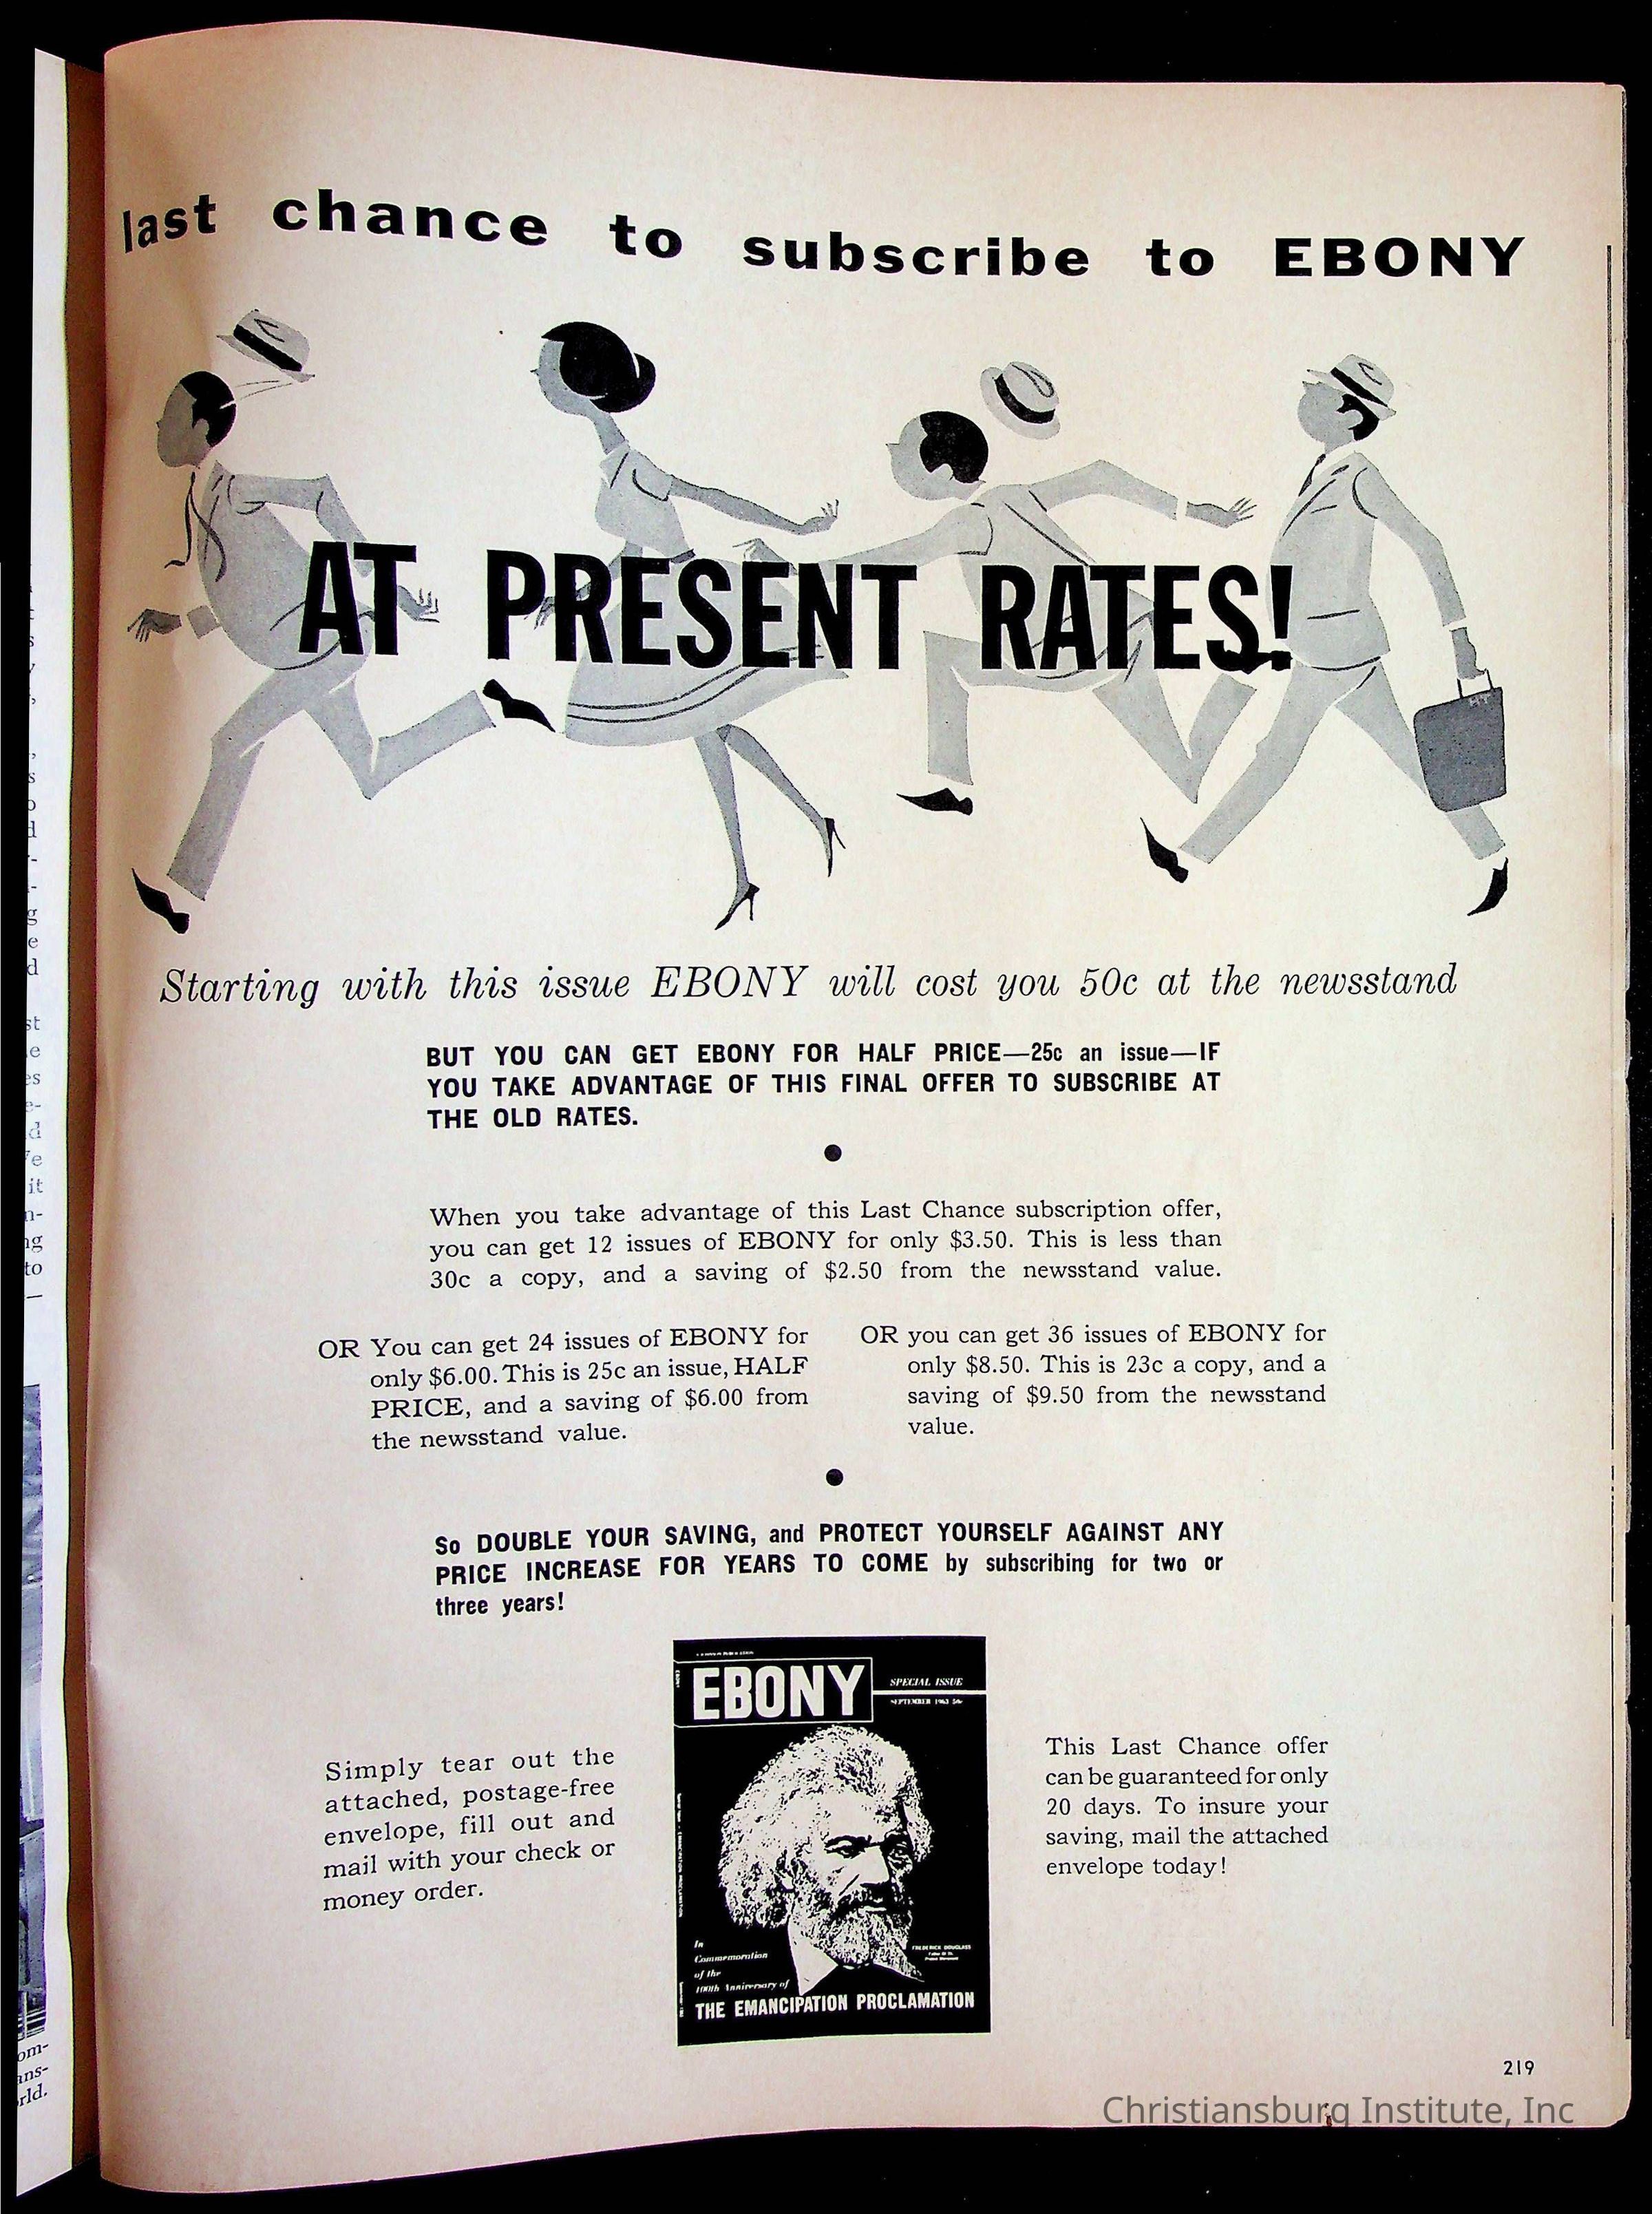 last chance to subscribe to EBONY
AT PRESENT RATES!
Starting with this issue EBONY will cost you 50c at the newsstand
BUT YOU CAN GET EBONY FOR HALF PRICE—25c an issue—IF
YOU TAKE ADVANTAGE OF THIS FINAL OFFER TO SUBSCRIBE AT
THE OLD RATES.
When you take advantage of this Last Chance subscription offer,
you can get 12 issues of EBONY for only $3.50. This is less than
30c a copy, and a saving of $2.50 from the newsstand value.
OR You can get 24 issues of EBONY for
only $6.00. This is 25c an issue, HALF
PRICE, and a saving of $6.00 from
the newsstand value.
OR you can get 36 issues of EBONY for
only $8.50. This is 23c a copy, and a
saving of $9.50 from the newsstand
value.
So DOUBLE YOUR SAVING, and PROTECT YOURSELF AGAINST ANY
PRICE INCREASE FOR YEARS TO COME by subscribing for two or
three years!
Simply tear out the
attached, postage-free
envelope, fill out and
mail with your check or
money order.
EBONY
SPECIAL ISSUE
SEPTEMBER 1963 50c
FREDERICK DOUGLASS
In
Commemoration
of the
100th Anniversary of
THE EMANCIPATION PROCLAMATION
This Last Chance offer
can be guaranteed for only
20 days. To insure your
saving, mail the attached
envelope today!
219
Christiansburg Institute, Inc